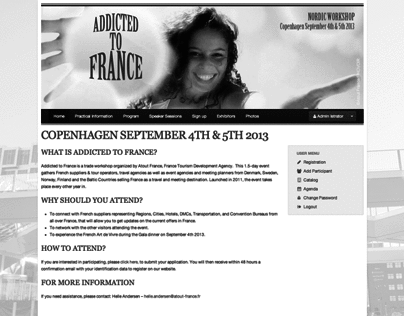 ADDICTED
TO
FRANCE
NORDIC WORKSHOP
Copenhagen September 4th & 5th 2013
Home Practical Information Program Speaker Sessions Sign up Exhibitors Photos Administrator
COPENHAGEN SEPTEMBER 4TH & 5TH 2013
WHAT IS ADDICTED TO FRANCE?
Addicted to France is a trade workshop organized by Atout France, France Tourism Development Agency. This 1.5-day event
gathers French suppliers & tour operators, travel agencies as well as event agencies and meeting planners from Denmark, Sweden,
Norway, Finland and the Baltic Countries selling France as a travel and meeting destination. Launched in 2011, the event takes
place every other year in.
WHY SHOULD YOU ATTEND?
To connect with French suppliers representing Regions, Cities, Hotels, DMCs, Transportation, and Convention Bureaus from
all over France, that will allow you to get updates on the current offers in France.
To network with the other visitors attending the event.
To experience the French Art de Vivre during the Gala dinner on September 4th 2013.
HOW TO ATTEND?
If you are interested in participating, please click here, to submit your application. You will then receive within 48 hours a
confirmation email with your identification data to register on our website.
FOR MORE INFORMATION
If you need assistance, please contact Helle Andersen – helle.andersen@atout-france.fr
USER MENU
Registration
Add Participant
Catalog
Agenda
Change Password
Logout